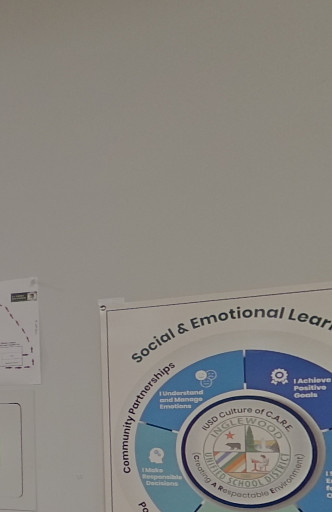 Social & Emotional Lear
Community Partnerships
I Understand
and Manage
Emotions
I Achieve
Positive
Goals
IUSD Culture of C.A.R.E.
INGLEWOOD
UNIFIED SCHOOL DISTRICT
(Creating A Respectable Environment)
I Make
Responsible
Decisions